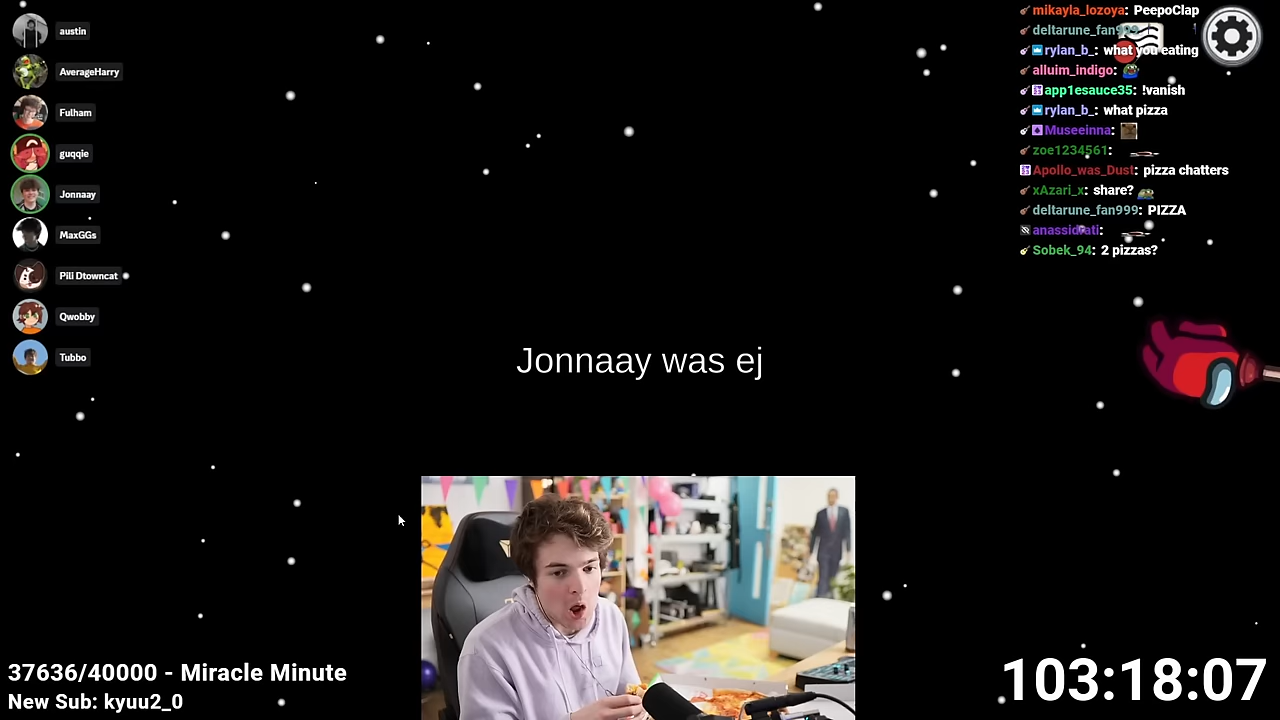 austin
AverageHarry
Fulham
guqqie
Jonnaay
MaxGGs
Pili Dtowncat
Qwobby
Tubbo
mikayla_lozoya: PeepoClap
deltarune_fan999:
rylan_b_: what you eating
alluim_indigo:
app1esauce35: !vanish
rylan_b_: what pizza
Museeinna:
zoe1234561:
Apollo_was_Dust: pizza chatters
xAzari_x: share?
deltarune_fan999: PIZZA
anassidrati:
Sobek_94: 2 pizzas?
Jonnaay was ej
37636/40000 - Miracle Minute
New Sub: kyuu2_0
103:18:07